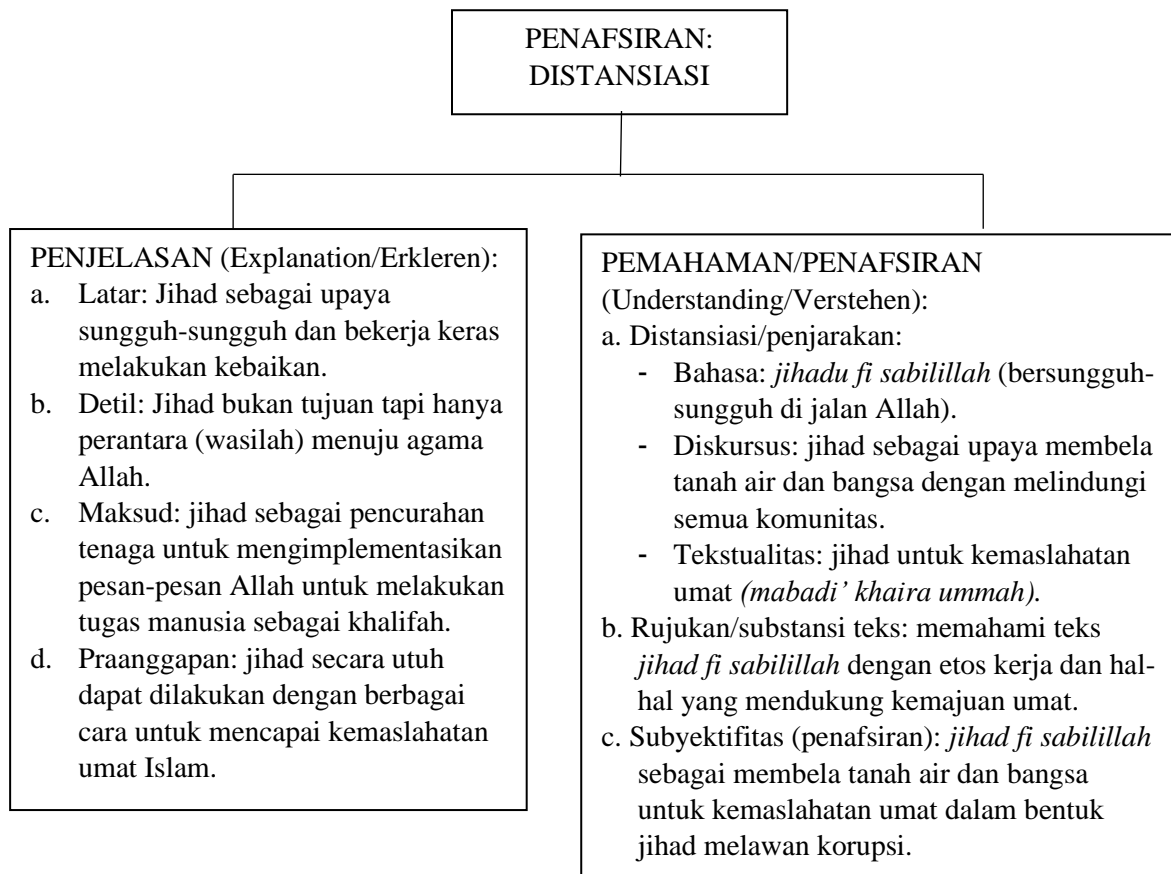 PENAFSIRAN:
DISTANSIASI
PENJELASAN (Explanation/Erkleren):
a. Latar: Jihad sebagai upaya
sungguh-sungguh dan bekerja keras
melakukan kebaikan.
b. Detil: Jihad bukan tujuan tapi hanya
perantara (wasilah) menuju agama
Allah.
c. Maksud: jihad sebagai pencurahan
tenaga untuk mengimplementasikan
pesan-pesan Allah untuk melakukan
tugas manusia sebagai khalifah.
d. Praanggapan: jihad secara utuh
dapat dilakukan dengan berbagai
cara untuk mencapai kemaslahatan
umat Islam.
PEMAHAMAN/PENAFSIRAN
(Understanding/Verstehen):
a. Distansiasi/penjarakan:
- Bahasa: jihadu fi sabilillah (bersungguh-
sungguh di jalan Allah).
- Diskursus: jihad sebagai upaya membela
tanah air dan bangsa dengan melindungi
semua komunitas.
- Tekstualitas: jihad untuk kemaslahatan
umat (mabadi’ khaira ummah).
b. Rujukan/substansi teks: memahami teks
jihad fi sabilillah dengan etos kerja dan hal-
hal yang mendukung kemajuan umat.
c. Subyektifitas (penafsiran): jihad fi sabilillah
sebagai membela tanah air dan bangsa
untuk kemaslahatan umat dalam bentuk
jihad melawan korupsi.